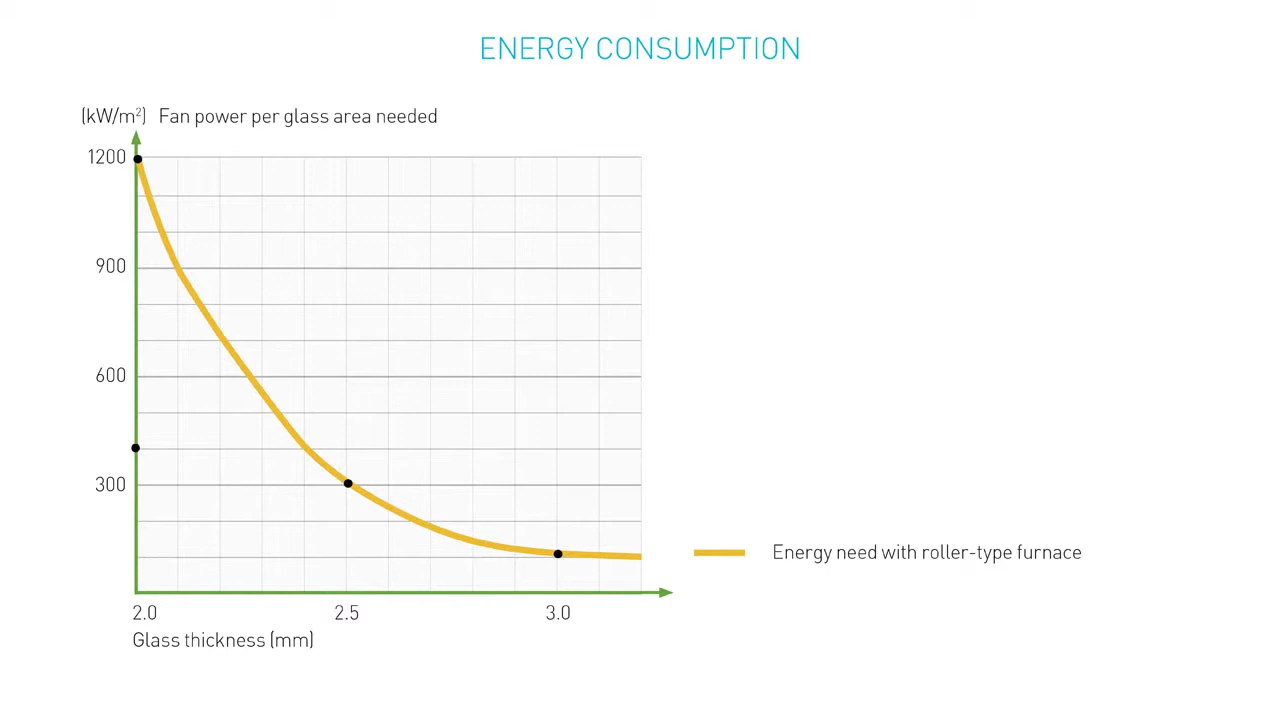 ENERGY CONSUMPTION
(kW/m²) Fan power per glass area needed
1200
900
600
300
2.0 2.5 3.0
Glass thickness (mm)
Energy need with roller-type furnace